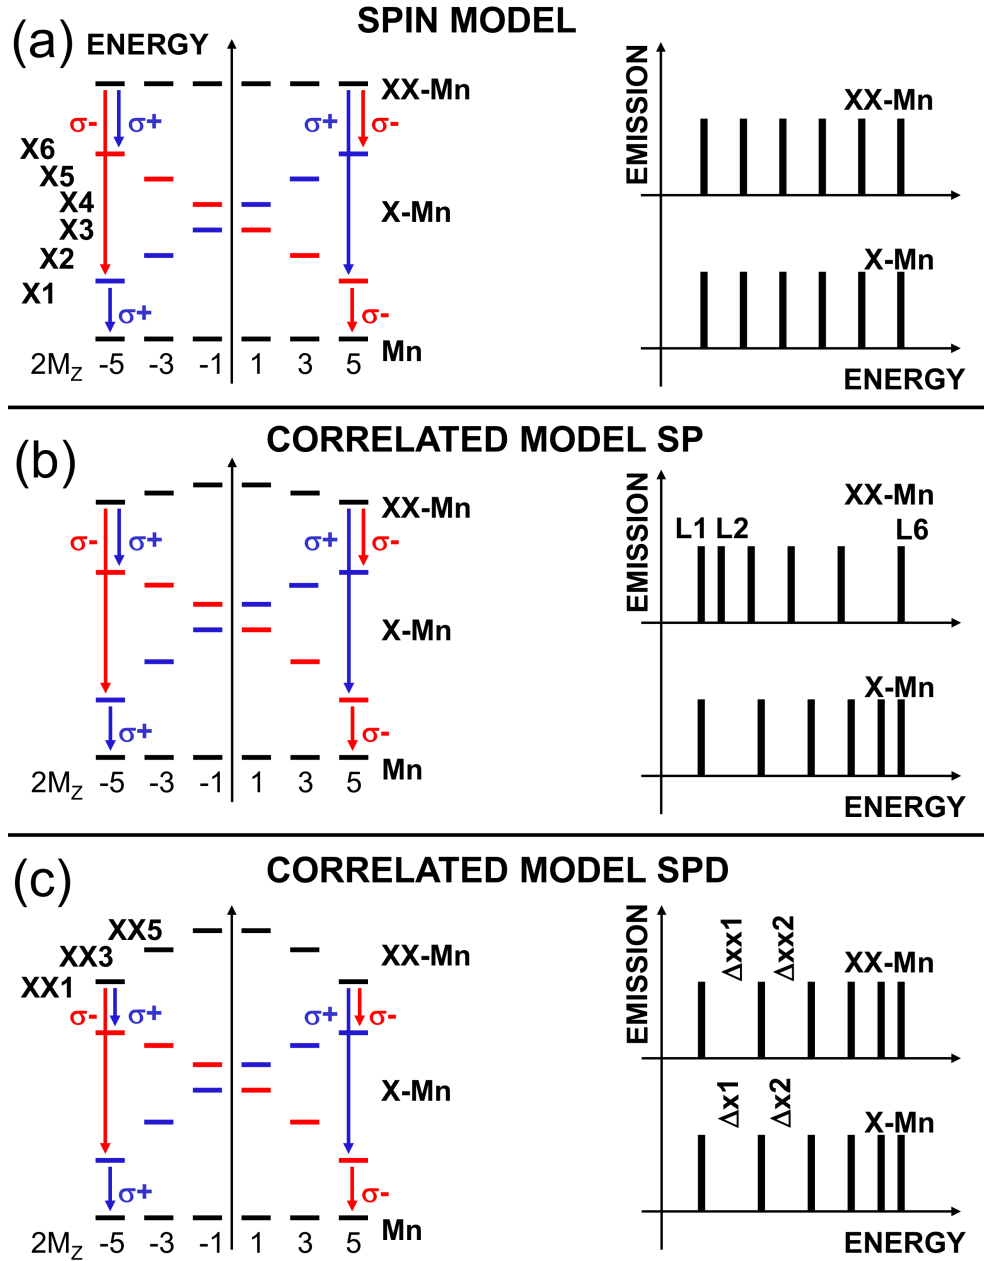 (a)
SPIN MODEL
ENERGY
XX-Mn
σ- σ+ σ+ σ-
X6
X5
X4
X3
X-Mn
X2
X1
σ+ σ-
Mn
2MZ -5 -3 -1 1 3 5
EMISSION
XX-Mn
X-Mn
ENERGY
(b)
CORRELATED MODEL SP
XX-Mn
σ- σ+ σ+ σ-
X-Mn
σ+ σ-
Mn
2MZ -5 -3 -1 1 3 5
EMISSION
XX-Mn
L1 L2 L6
X-Mn
ENERGY
(c)
CORRELATED MODEL SPD
XX5
XX3
XX-Mn
XX1
σ- σ+ σ+ σ-
X-Mn
σ+ σ-
Mn
2MZ -5 -3 -1 1 3 5
EMISSION
Δxx1 Δxx2
XX-Mn
Δx1 Δx2
X-Mn
ENERGY